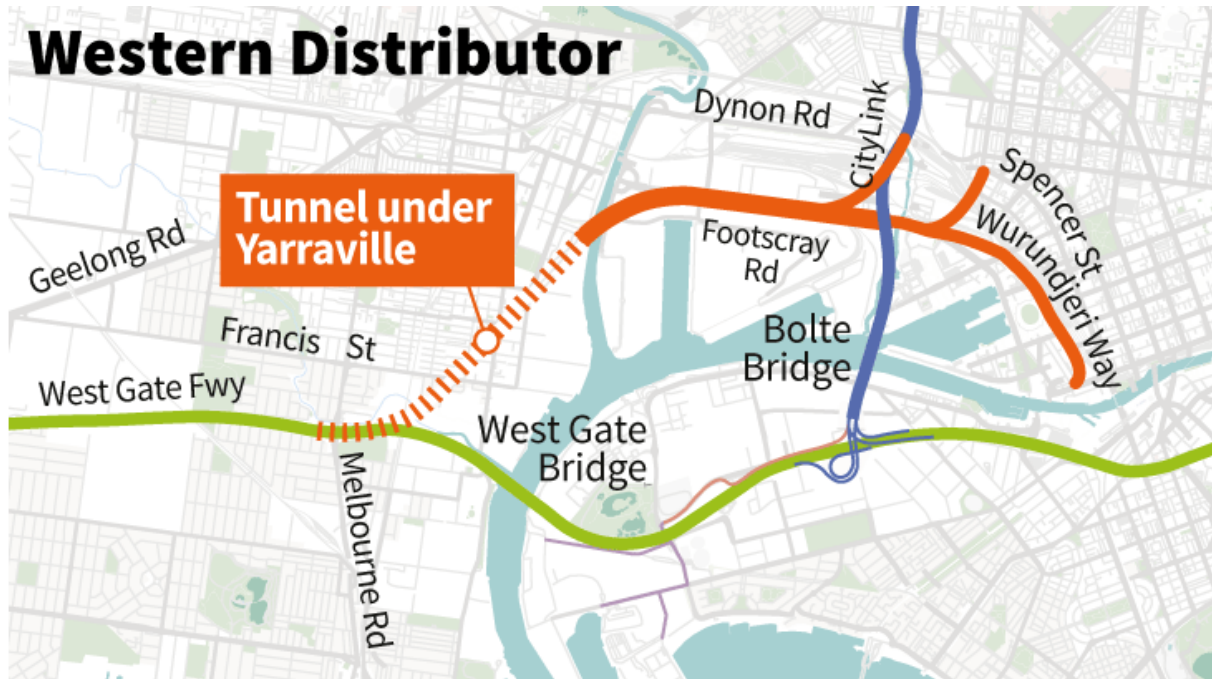 Western Distributor
Dynon Rd
CityLink
Spencer St
Tunnel under
Yarraville
Wurundjeri Way
Geelong Rd
Footscray
Rd
Francis St
Bolte
Bridge
West Gate Fwy
West Gate
Bridge
Melbourne Rd